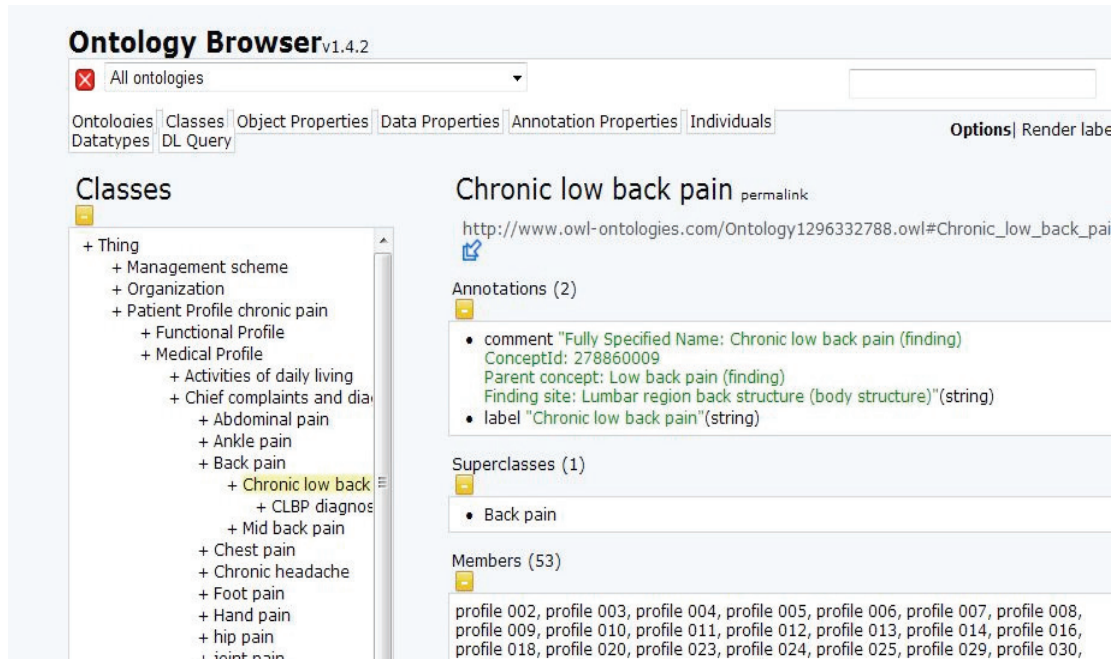 Ontology Browser v1.4.2
All ontologies
Ontologies Classes Object Properties Data Properties Annotation Properties Individuals
Datatypes DL Query
Options| Render labe
Classes
+ Thing
+ Management scheme
+ Organization
+ Patient Profile chronic pain
+ Functional Profile
+ Medical Profile
+ Activities of daily living
+ Chief complaints and dia
+ Abdominal pain
+ Ankle pain
+ Back pain
+ Chronic low back
+ CLBP diagnos
+ Mid back pain
+ Chest pain
+ Chronic headache
+ Foot pain
+ Hand pain
+ hip pain
+ joint pain
Chronic low back pain permalink
http://www.owl-ontologies.com/Ontology1296332788.owl#Chronic_low_back_pai
Annotations (2)
• comment "Fully Specified Name: Chronic low back pain (finding)
ConceptId: 278860009
Parent concept: Low back pain (finding)
Finding site: Lumbar region back structure (body structure)"(string)
• label "Chronic low back pain"(string)
Superclasses (1)
• Back pain
Members (53)
profile 002, profile 003, profile 004, profile 005, profile 006, profile 007, profile 008,
profile 009, profile 010, profile 011, profile 012, profile 013, profile 014, profile 016,
profile 018, profile 020, profile 023, profile 024, profile 025, profile 029, profile 030,